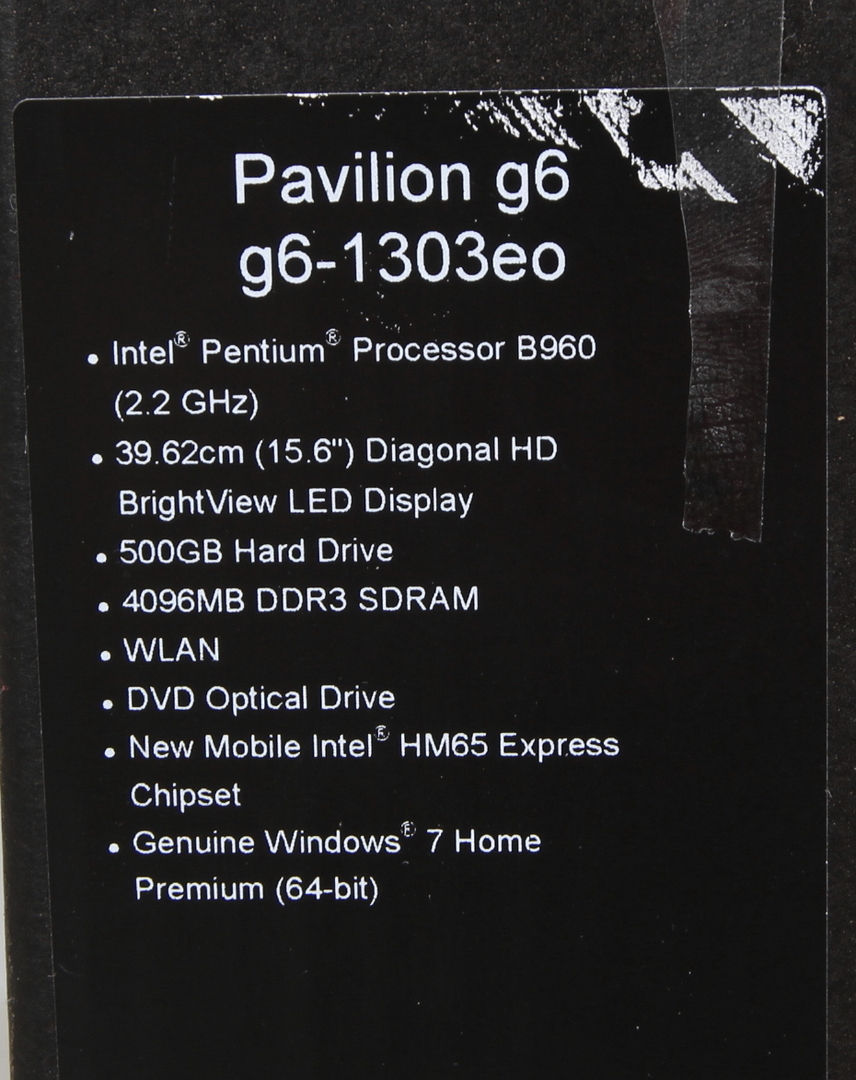 Pavilion g6
g6-1303eo
• Intel® Pentium® Processor B960
(2.2 GHz)
• 39.62cm (15.6") Diagonal HD
BrightView LED Display
• 500GB Hard Drive
• 4096MB DDR3 SDRAM
• WLAN
• DVD Optical Drive
• New Mobile Intel® HM65 Express
Chipset
• Genuine Windows® 7 Home
Premium (64-bit)